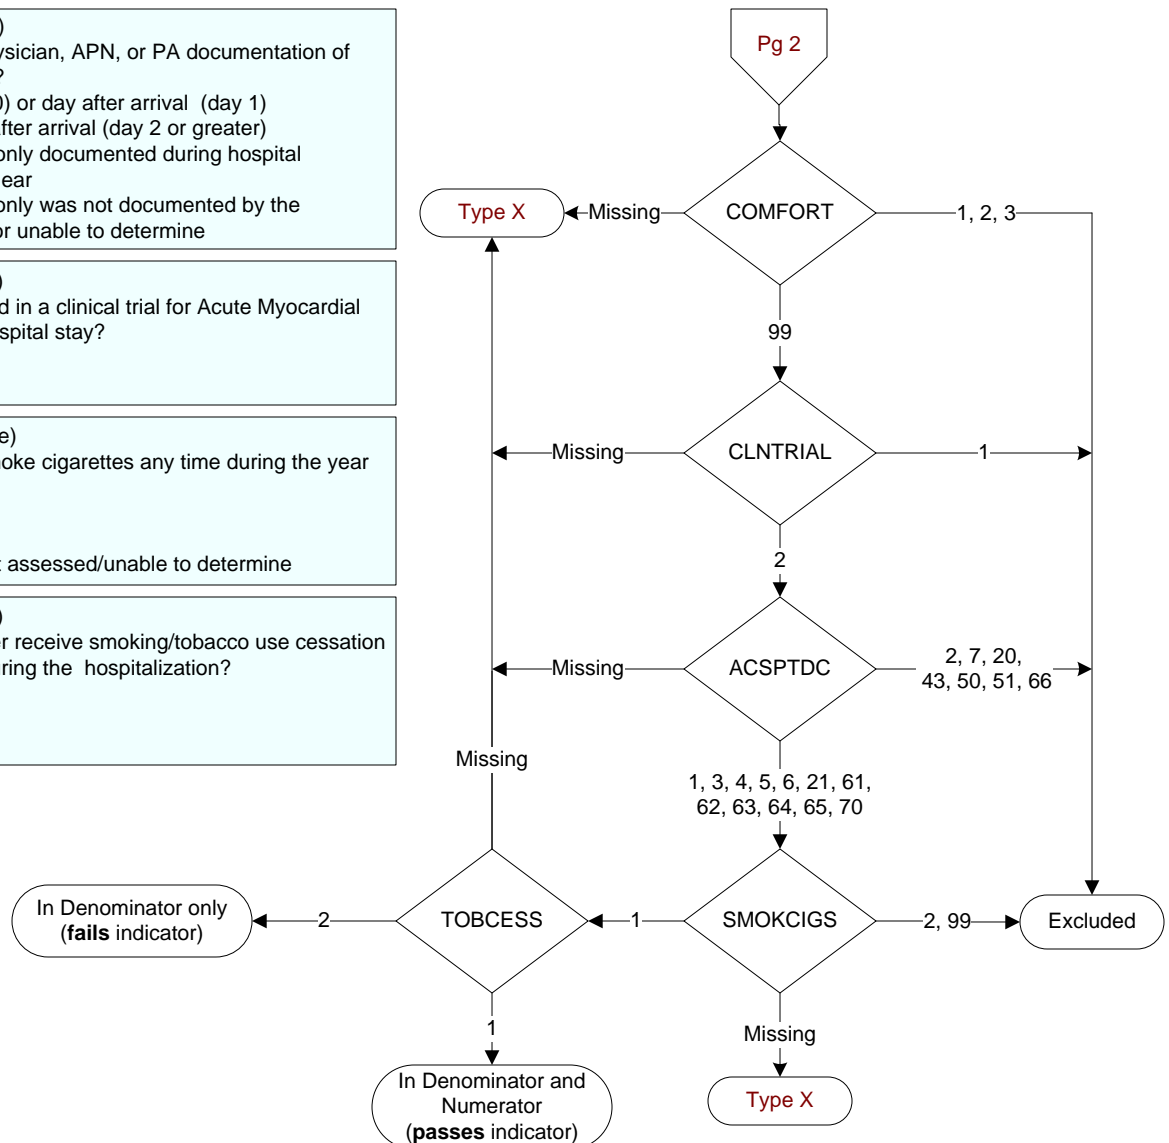 )
ysician, APN, or PA documentation of
?
0) or day after arrival (day 1)
fter arrival (day 2 or greater)
only documented during hospital
lear
only was not documented by the
or unable to determine
)
d in a clinical trial for Acute Myocardial
spital stay?
e)
noke cigarettes any time during the year
t assessed/unable to determine
)
er receive smoking/tobacco use cessation
uring the hospitalization?
Pg 2
Type X
Missing
COMFORT
1, 2, 3
99
Missing
CLNTRIAL
1
2
Missing
ACSPTDC
2, 7, 20,
43, 50, 51, 66
Missing
1, 3, 4, 5, 6, 21, 61,
62, 63, 64, 65, 70
In Denominator only
(fails indicator)
2
TOBCESS
1
SMOKCIGS
2, 99
Excluded
1
Missing
In Denominator and
Numerator
(passes indicator)
Type X